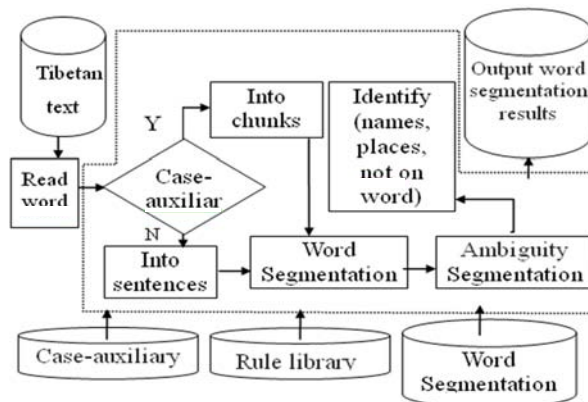 Tibetan
text
Read
word
Case-
auxiliar
Y
N
Into
chunks
Into
sentences
Identify
(names,
places,
not on
word)
Word
Segmentation
Ambiguity
Segmentation
Output word
segmentation
results
Case-auxiliary
Rule library
Word
Segmentation